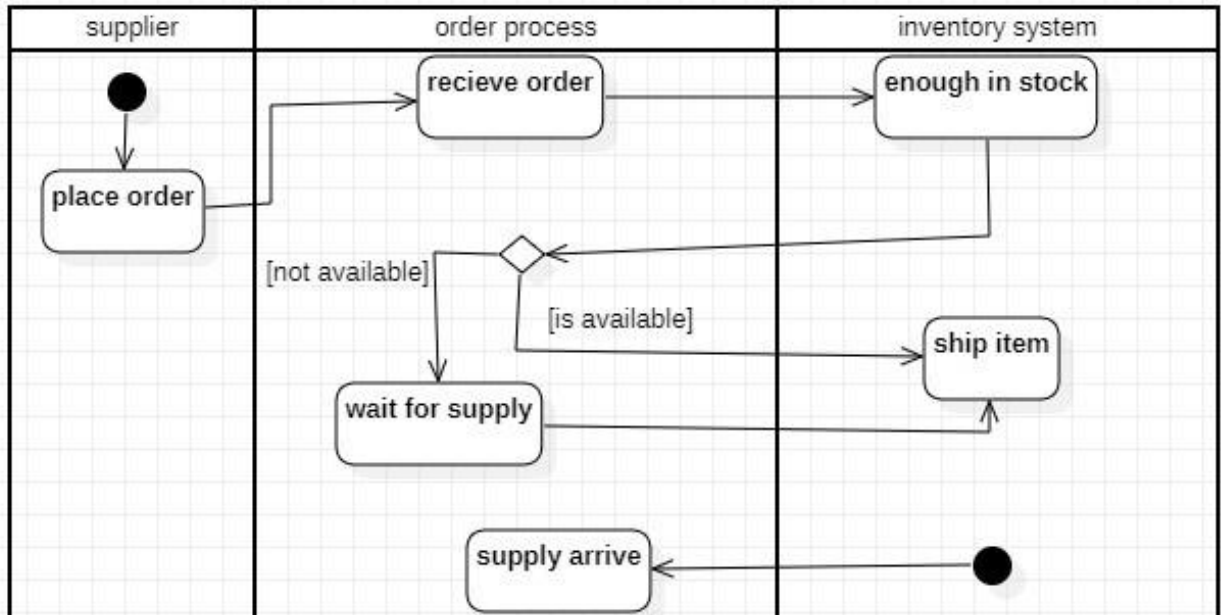 supplier
order process
inventory system
recieve order
enough in stock
place order
[not available]
[is available]
ship item
wait for supply
supply arrive